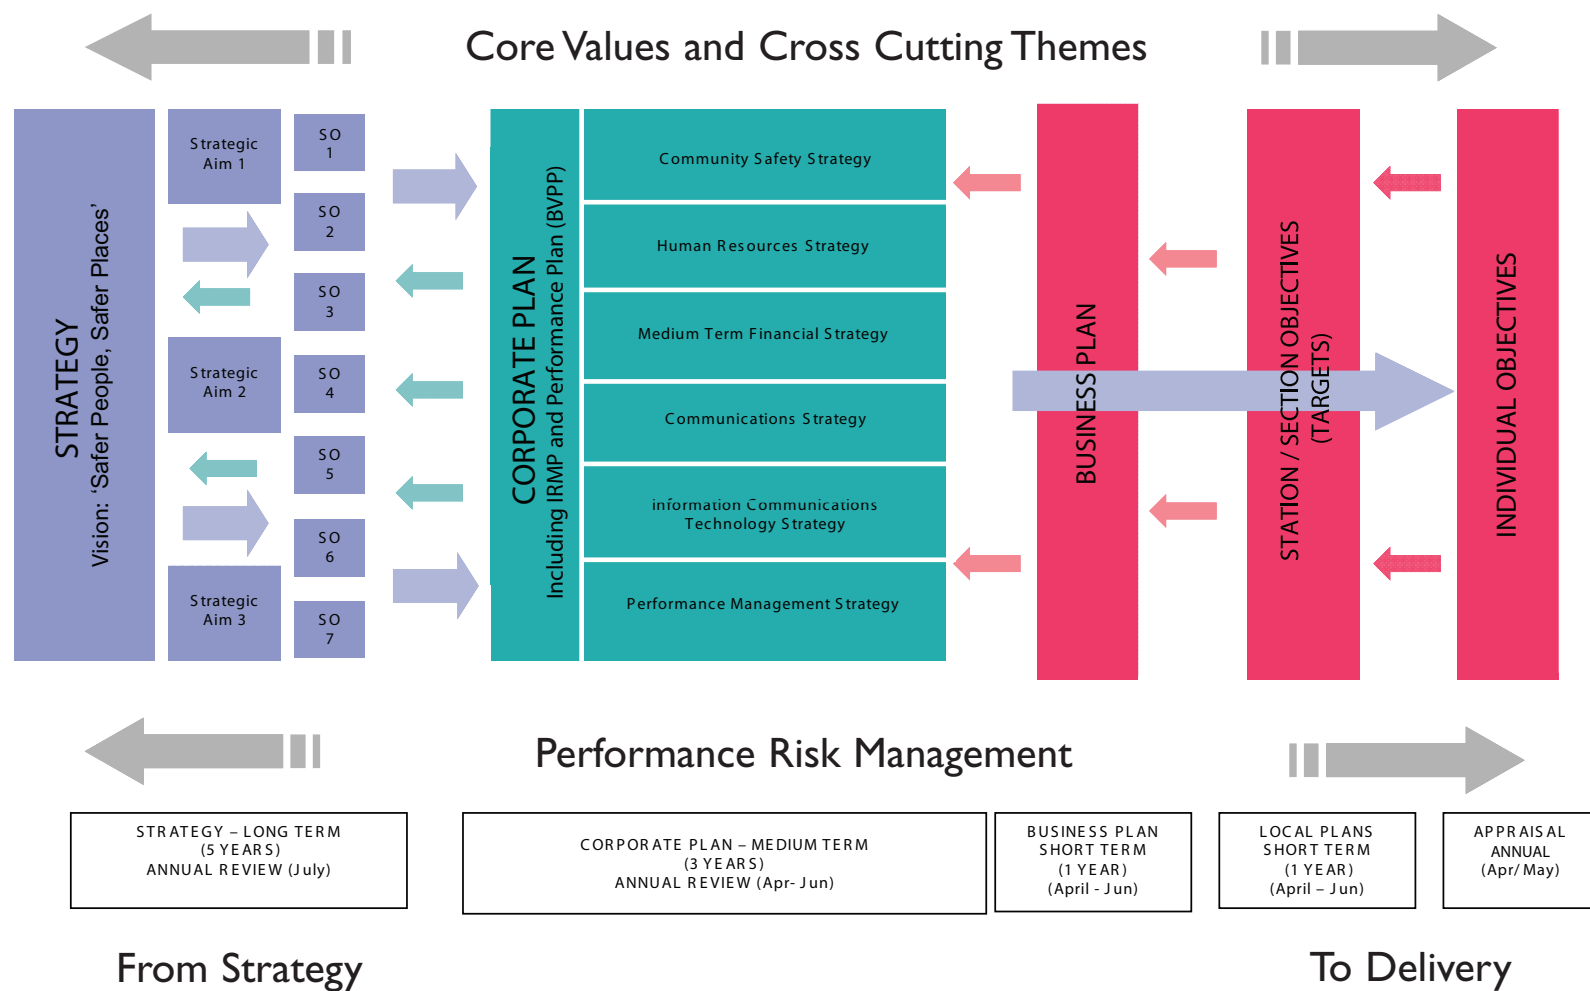 Core Values and Cross Cutting Themes
STRATEGY
Vision: ‘Safer People, Safer Places’
Strategic
Aim 1
Strategic
Aim 2
Strategic
Aim 3
SO
1
SO
2
SO
3
SO
4
SO
5
SO
6
SO
7
CORPORATE PLAN
Including IRMP and Performance Plan (BVPP)
Community Safety Strategy
Human Resources Strategy
Medium Term Financial Strategy
Communications Strategy
information Communications
Technology Strategy
Performance Management Strategy
BUSINESS PLAN
STATION / SECTION OBJECTIVES
(TARGETS)
INDIVIDUAL OBJECTIVES
Performance Risk Management
STRATEGY – LONG TERM
(5 YEARS)
ANNUAL REVIEW (July)
CORPORATE PLAN – MEDIUM TERM
(3 YEARS)
ANNUAL REVIEW (Apr- Jun)
BUSINESS PLAN
SHORT TERM
(1 YEAR)
(April - Jun)
LOCAL PLANS
SHORT TERM
(1 YEAR)
(April – Jun)
APPRAISAL
ANNUAL
(Apr/May)
From Strategy
To Delivery